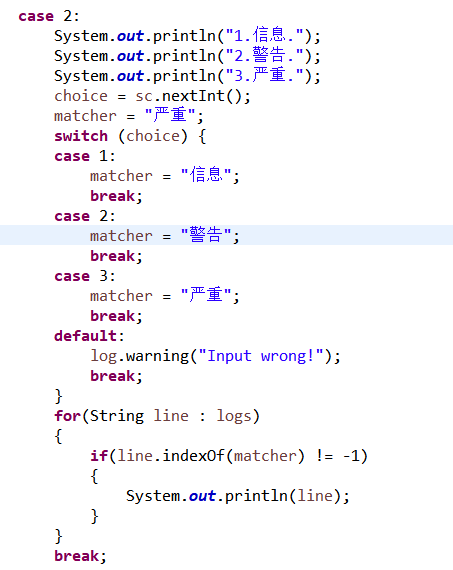 case 2:
    System.out.println("1.信息.");
    System.out.println("2.警告.");
    System.out.println("3.严重.");
    choice = sc.nextInt();
    matcher = "严重";
    switch (choice) {
    case 1:
        matcher = "信息";
        break;
    case 2:
        matcher = "警告";
        break;
    case 3:
        matcher = "严重";
        break;
    default:
        log.warning("Input wrong!");
        break;
    }
    for(String line : logs)
    {
        if(line.indexOf(matcher) != -1)
        {
            System.out.println(line);
        }
    }
    break;